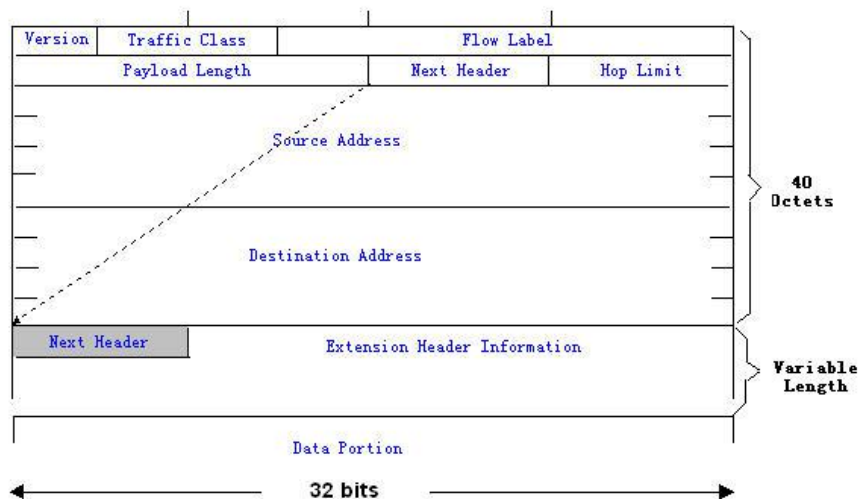 Version Traffic Class Flow Label
Payload Length Next Header Hop Limit
Source Address
40
Octets
Destination Address
Next Header Extension Header Information
Variable
Length
Data Portion
32 bits